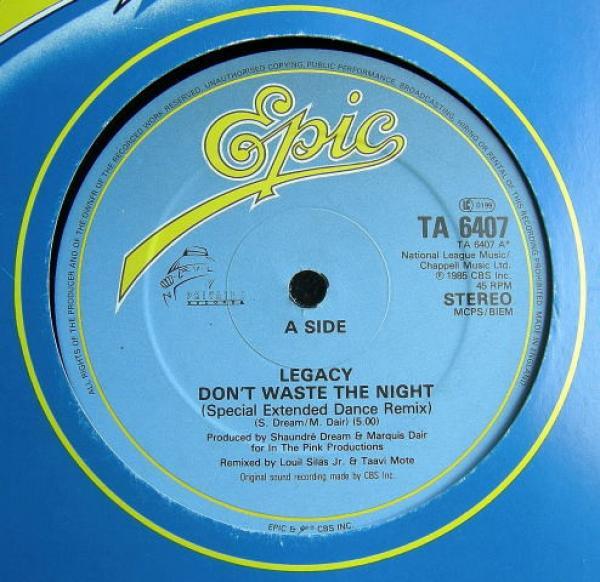 ALL RIGHTS OF THE PRODUCER AND OF THE OWNER OF THE RECORDED WORK RESERVED. UNAUTHORISED COPYING, PUBLIC PERFORMANCE, BROADCASTING, HIRING OR RENTAL OF THIS RECORDING PROHIBITED. MADE IN ENGLAND
Epic
LC 0199
TA 6407
TA 6407 A*
National League Music/
Chappell Music Ltd.
℗ 1985 CBS Inc.
45 RPM
STEREO
MCPS/BIEM
RECORDS
A SIDE
LEGACY
DON'T WASTE THE NIGHT
(Special Extended Dance Remix)
(S. Dream/M. Dair) (5.00)
Produced by Shaundré Dream & Marquis Dair
for In The Pink Productions
Remixed by Louil Silas Jr. & Taavi Mote
Original sound recording made by CBS Inc.
EPIC & CBS INC.